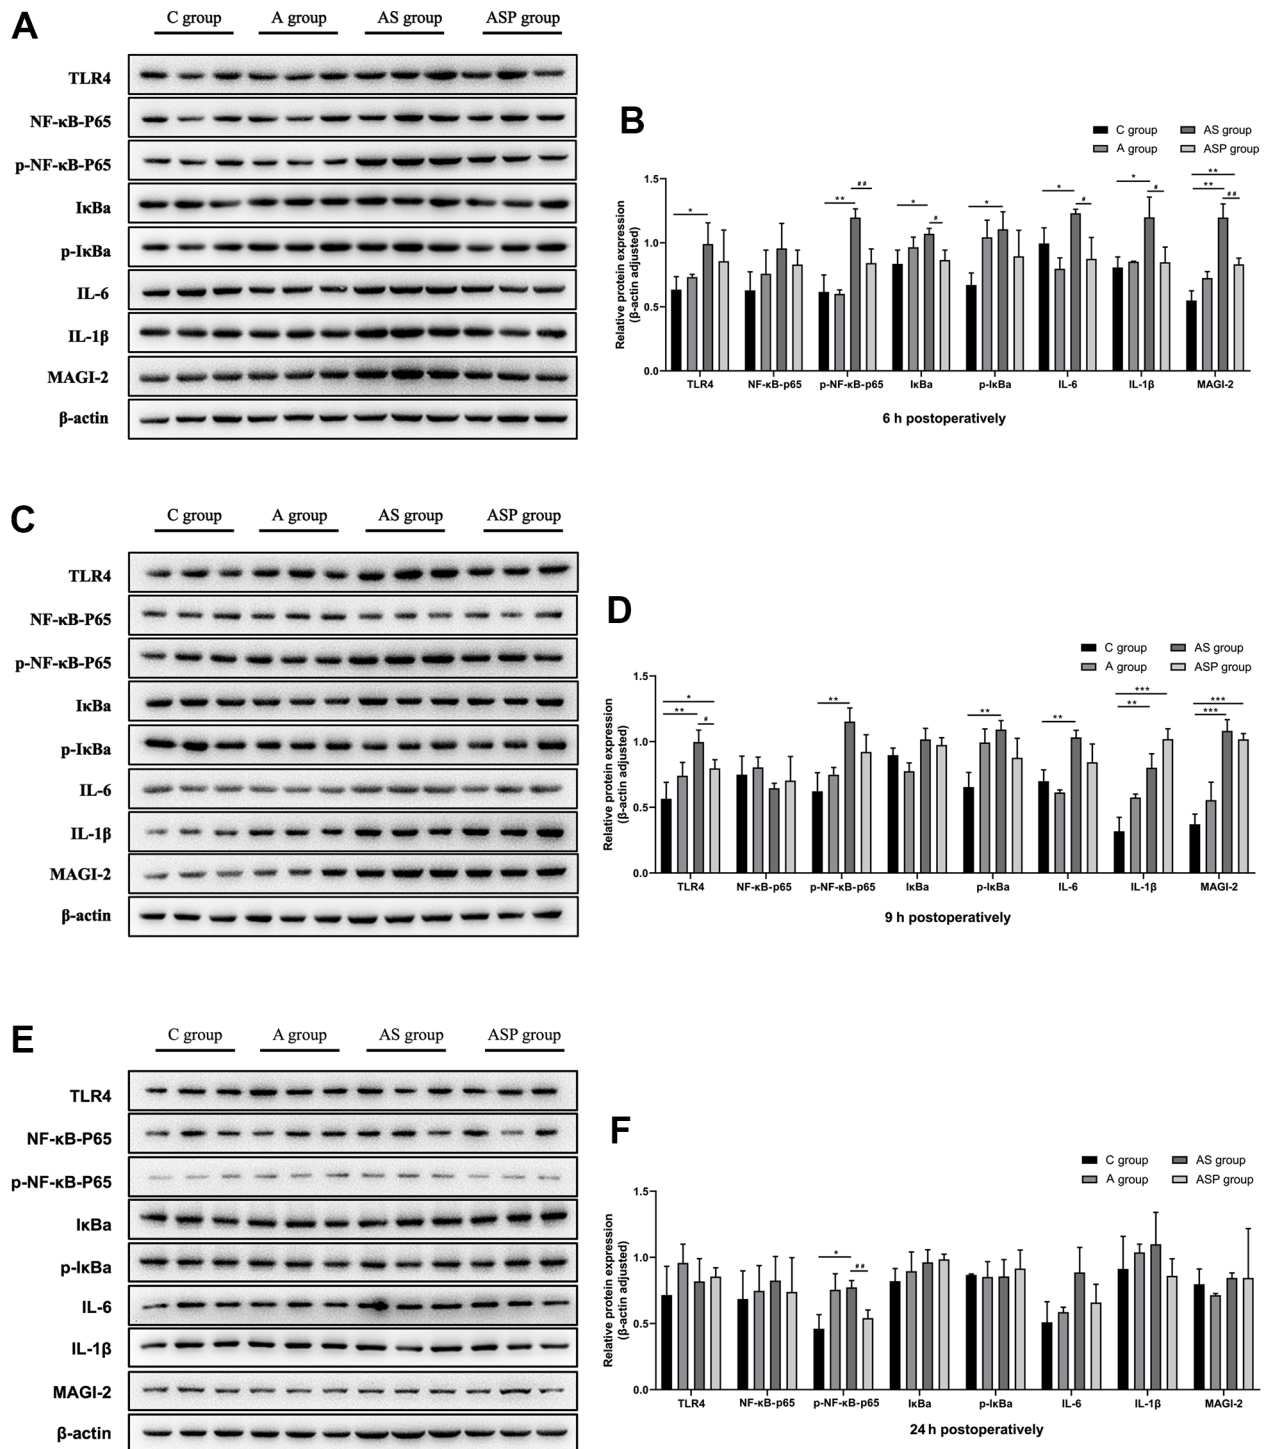 A
C group A group AS group ASP group
TLR4
NF-κB-P65
p-NF-κB-P65
IκBa
p-IκBa
IL-6
IL-1β
MAGI-2
β-actin
B
C group AS group
A group ASP group
Relative protein expression
(β-actin adjusted)
1.5
1.0
0.5
0.0
* ** ## * # * * # * # ** ** ##
TLR4 NF-κB-p65 p-NF-κB-p65 IκBa p-IκBa IL-6 IL-1β MAGI-2
6 h postoperatively
C
C group A group AS group ASP group
TLR4
NF-κB-P65
p-NF-κB-P65
IκBa
p-IκBa
IL-6
IL-1β
MAGI-2
β-actin
D
C group AS group
A group ASP group
Relative protein expression
(β-actin adjusted)
1.5
1.0
0.5
0.0
* ** # ** ** ** *** ** *** ***
TLR4 NF-κB-p65 p-NF-κB-p65 IκBa p-IκBa IL-6 IL-1β MAGI-2
9 h postoperatively
E
C group A group AS group ASP group
TLR4
NF-κB-P65
p-NF-κB-P65
IκBa
p-IκBa
IL-6
IL-1β
MAGI-2
β-actin
F
C group AS group
A group ASP group
Relative protein expression
(β-actin adjusted)
1.5
1.0
0.5
0.0
* ##
TLR4 NF-κB-p65 p-NF-κB-p65 IκBa p-IκBa IL-6 IL-1β MAGI-2
24 h postoperatively